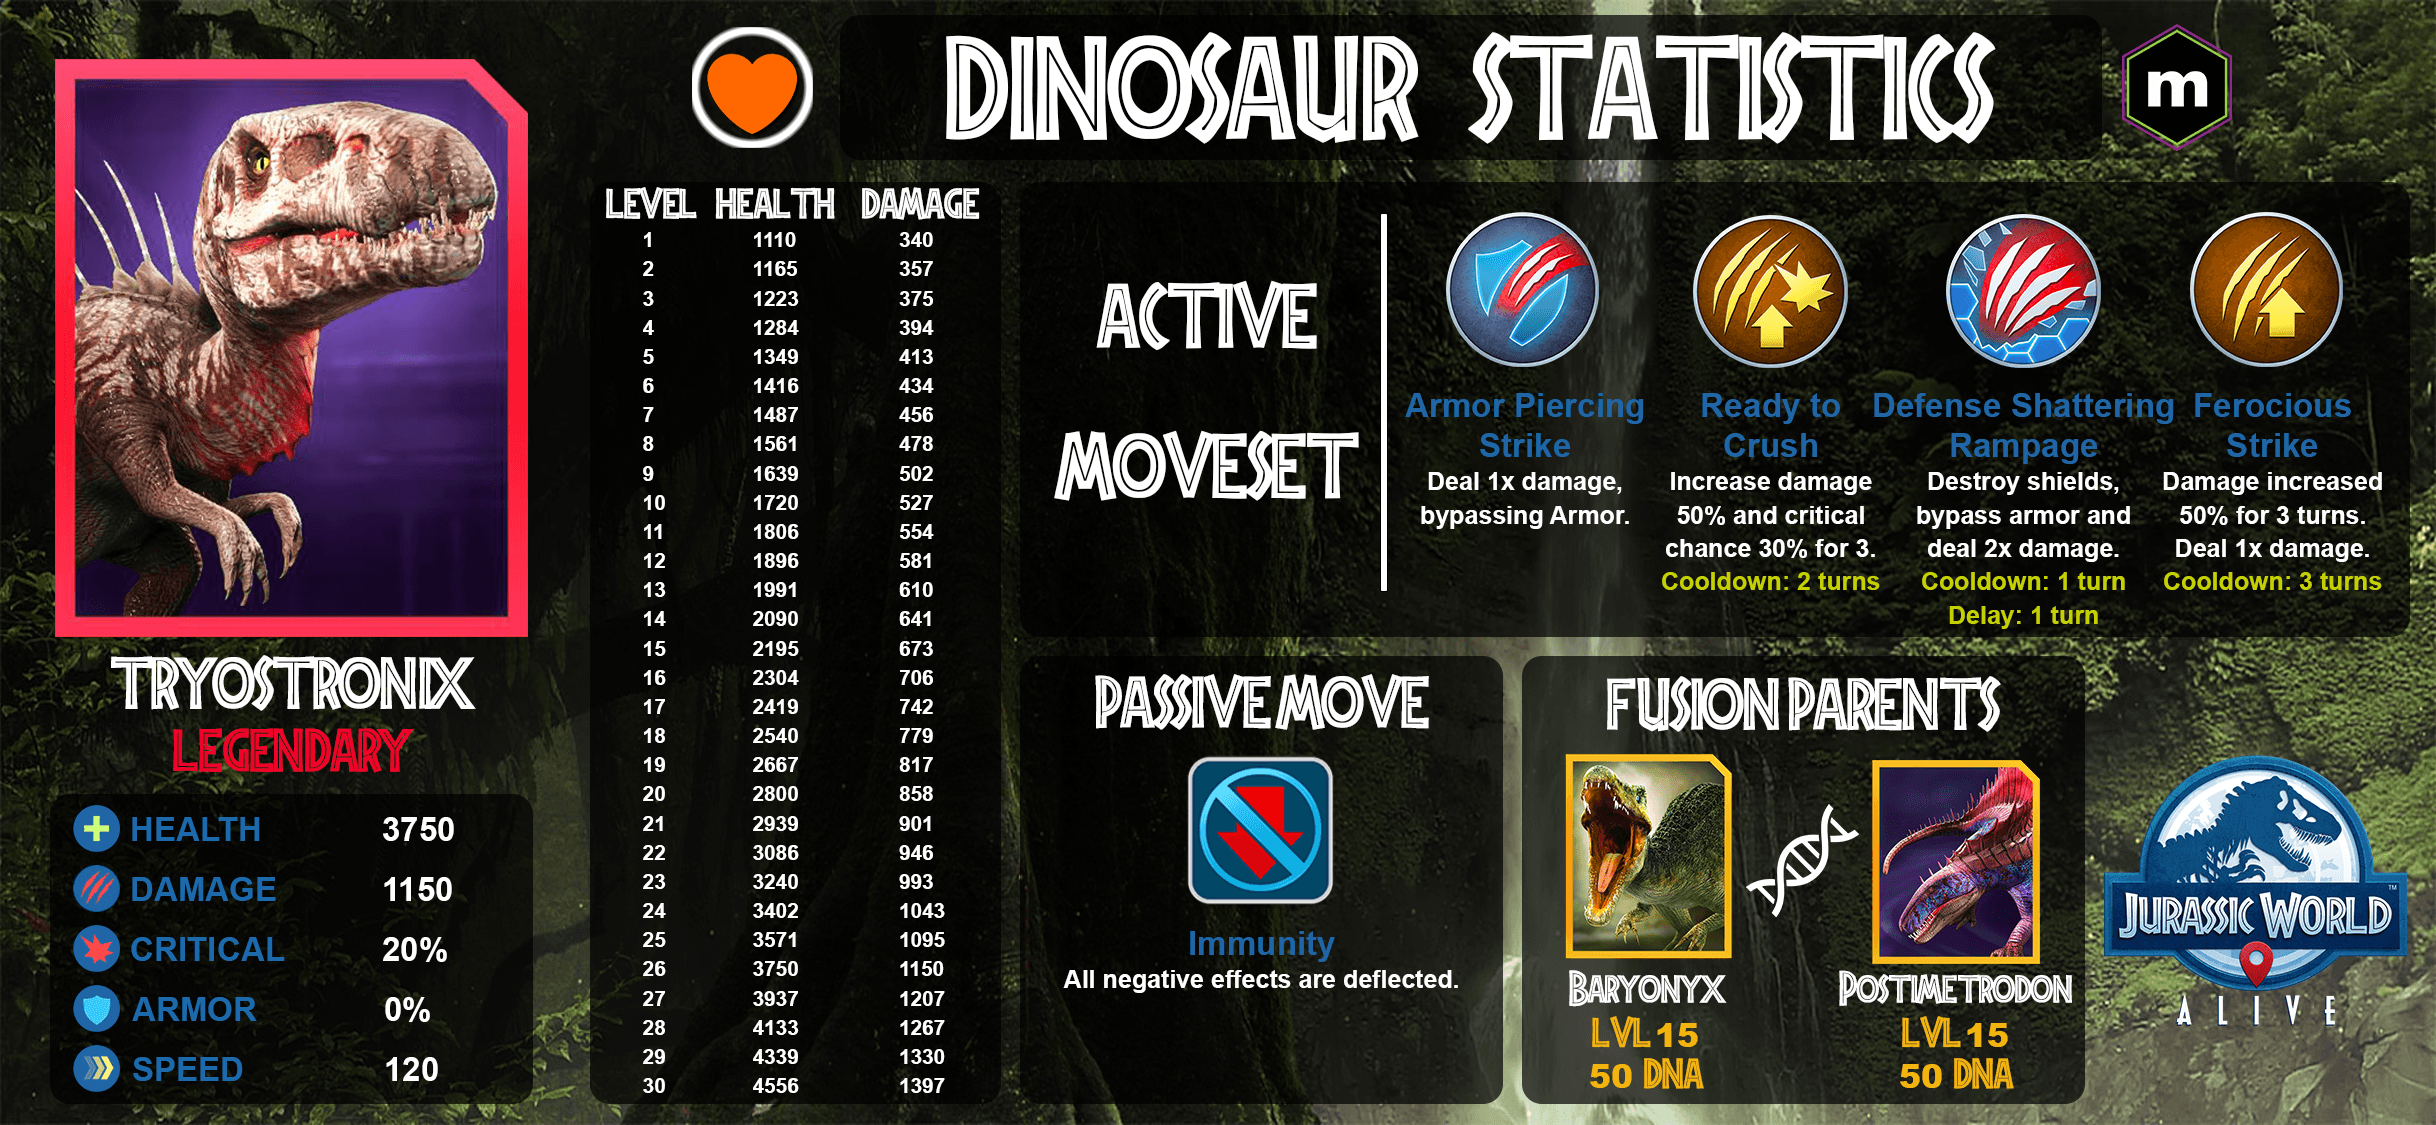 DINOSAUR STATISTICS
m
TRYOSTRONIX
LEGENDARY
HEALTH 3750
DAMAGE 1150
CRITICAL 20%
ARMOR 0%
SPEED 120
LEVEL HEALTH DAMAGE
1 1110 340
2 1165 357
3 1223 375
4 1284 394
5 1349 413
6 1416 434
7 1487 456
8 1561 478
9 1639 502
10 1720 527
11 1806 554
12 1896 581
13 1991 610
14 2090 641
15 2195 673
16 2304 706
17 2419 742
18 2540 779
19 2667 817
20 2800 858
21 2939 901
22 3086 946
23 3240 993
24 3402 1043
25 3571 1095
26 3750 1150
27 3937 1207
28 4133 1267
29 4339 1330
30 4556 1397
ACTIVE
MOVESET
Armor Piercing
Strike
Deal 1x damage,
bypassing Armor.
Ready to
Crush
Increase damage
50% and critical
chance 30% for 3.
Cooldown: 2 turns
Defense Shattering
Rampage
Destroy shields,
bypass armor and
deal 2x damage.
Cooldown: 1 turn
Delay: 1 turn
Ferocious
Strike
Damage increased
50% for 3 turns.
Deal 1x damage.
Cooldown: 3 turns
PASSIVE MOVE
Immunity
All negative effects are deflected.
FUSION PARENTS
BARYONYX
LVL 15
50 DNA
POSTIMETRODON
LVL 15
50 DNA
JURASSIC WORLD™
ALIVE